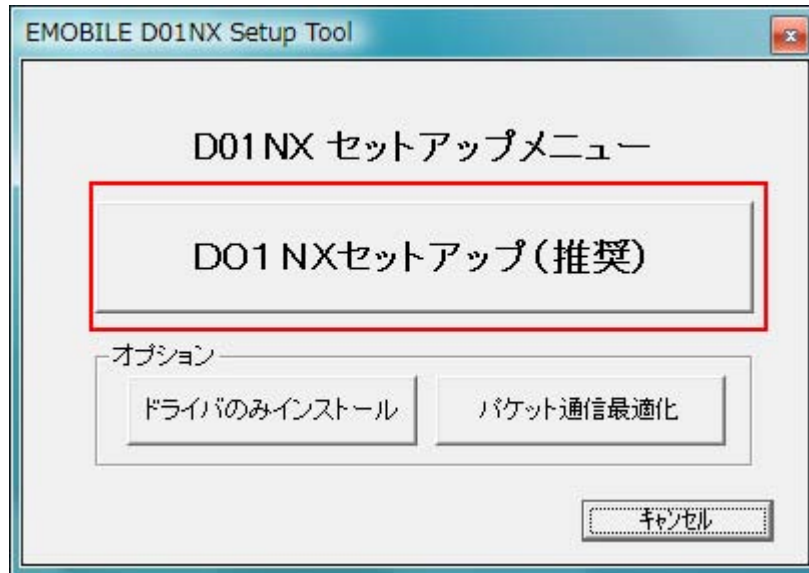 EMOBILE D01NX Setup Tool
D01NX セットアップメニュー
D01NXセットアップ(推奨)
オプション
ドライバのみインストール
パケット通信最適化
キャンセル